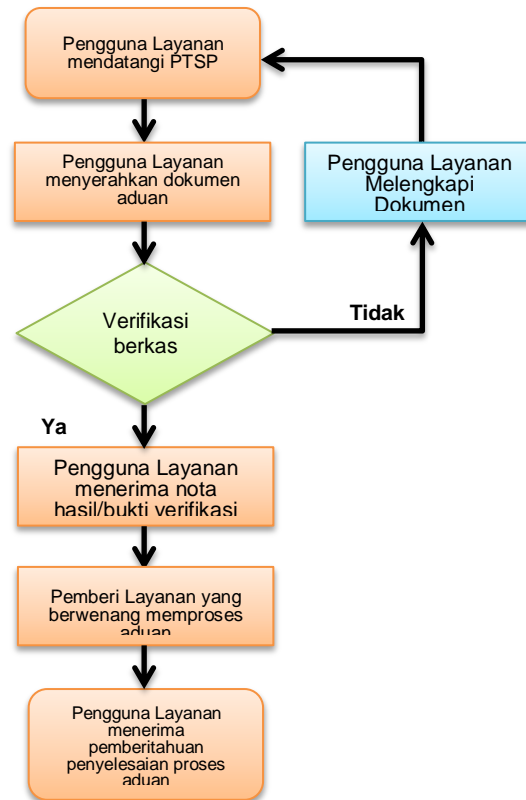 Pengguna Layanan
mendatangi PTSP
Pengguna Layanan
menyerahkan dokumen
aduan
Pengguna Layanan
Melengkapi
Dokumen
Verifikasi
berkas
Tidak
Ya
Pengguna Layanan
menerima nota
hasil/bukti verifikasi
Pemberi Layanan yang
berwenang memproses
aduan
Pengguna Layanan
menerima
pemberitahuan
penyelesaian proses
aduan